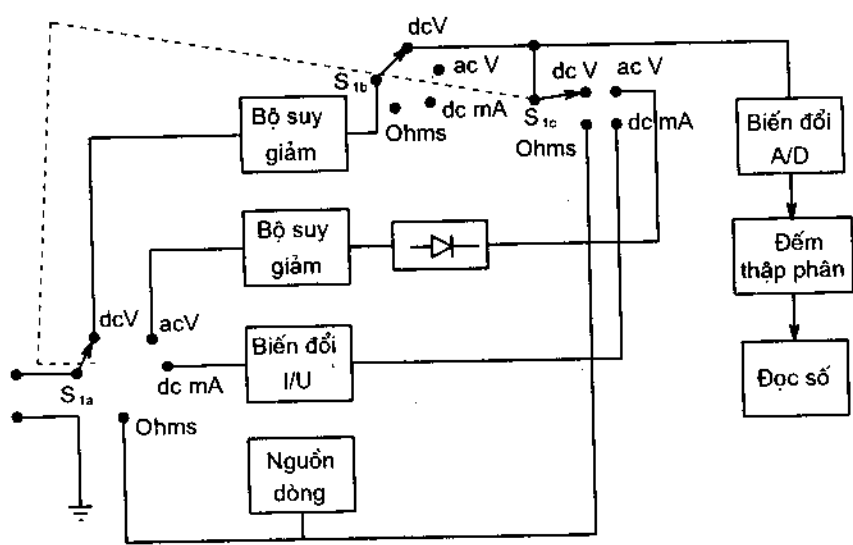 dcV
S1b
ac V
dc V
ac V
dc mA
Ohms
S1c
dc mA
Ohms
Bộ suy
giảm
Biến đổi
A/D
Bộ suy
giảm
Đếm
thập phân
dcV
acV
S1a
dc mA
Biến đổi
I/U
Đọc số
Ohms
Nguồn
dòng